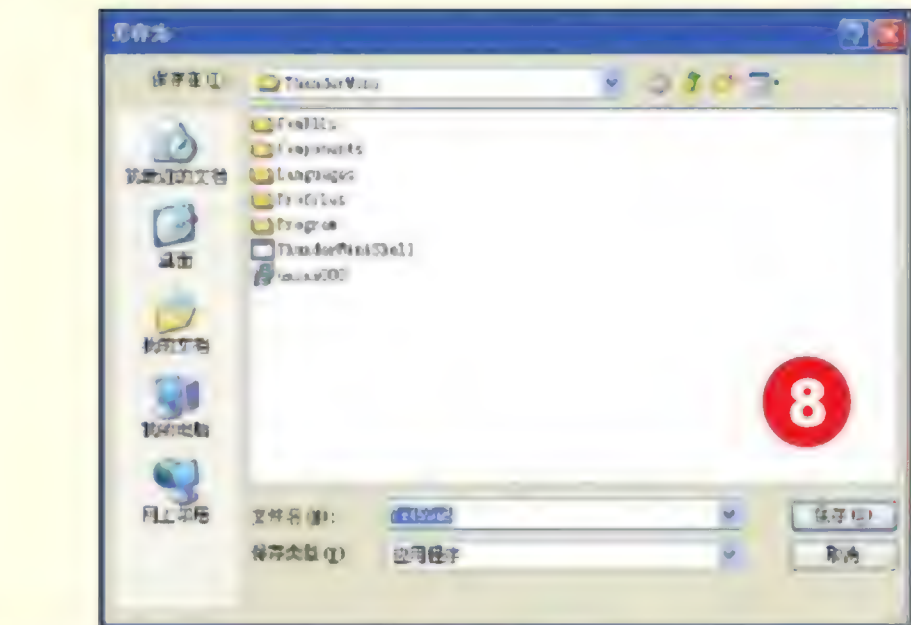 另存为
保存在(I)
ThunderMini
Components
Languages
Profiles
Program
ThunderMiniShell
unins000
我最近的文档
桌面
我的文档
我的电脑
网上邻居
8
文件名(N):
保存(S)
保存类型(T)
应用程序
取消